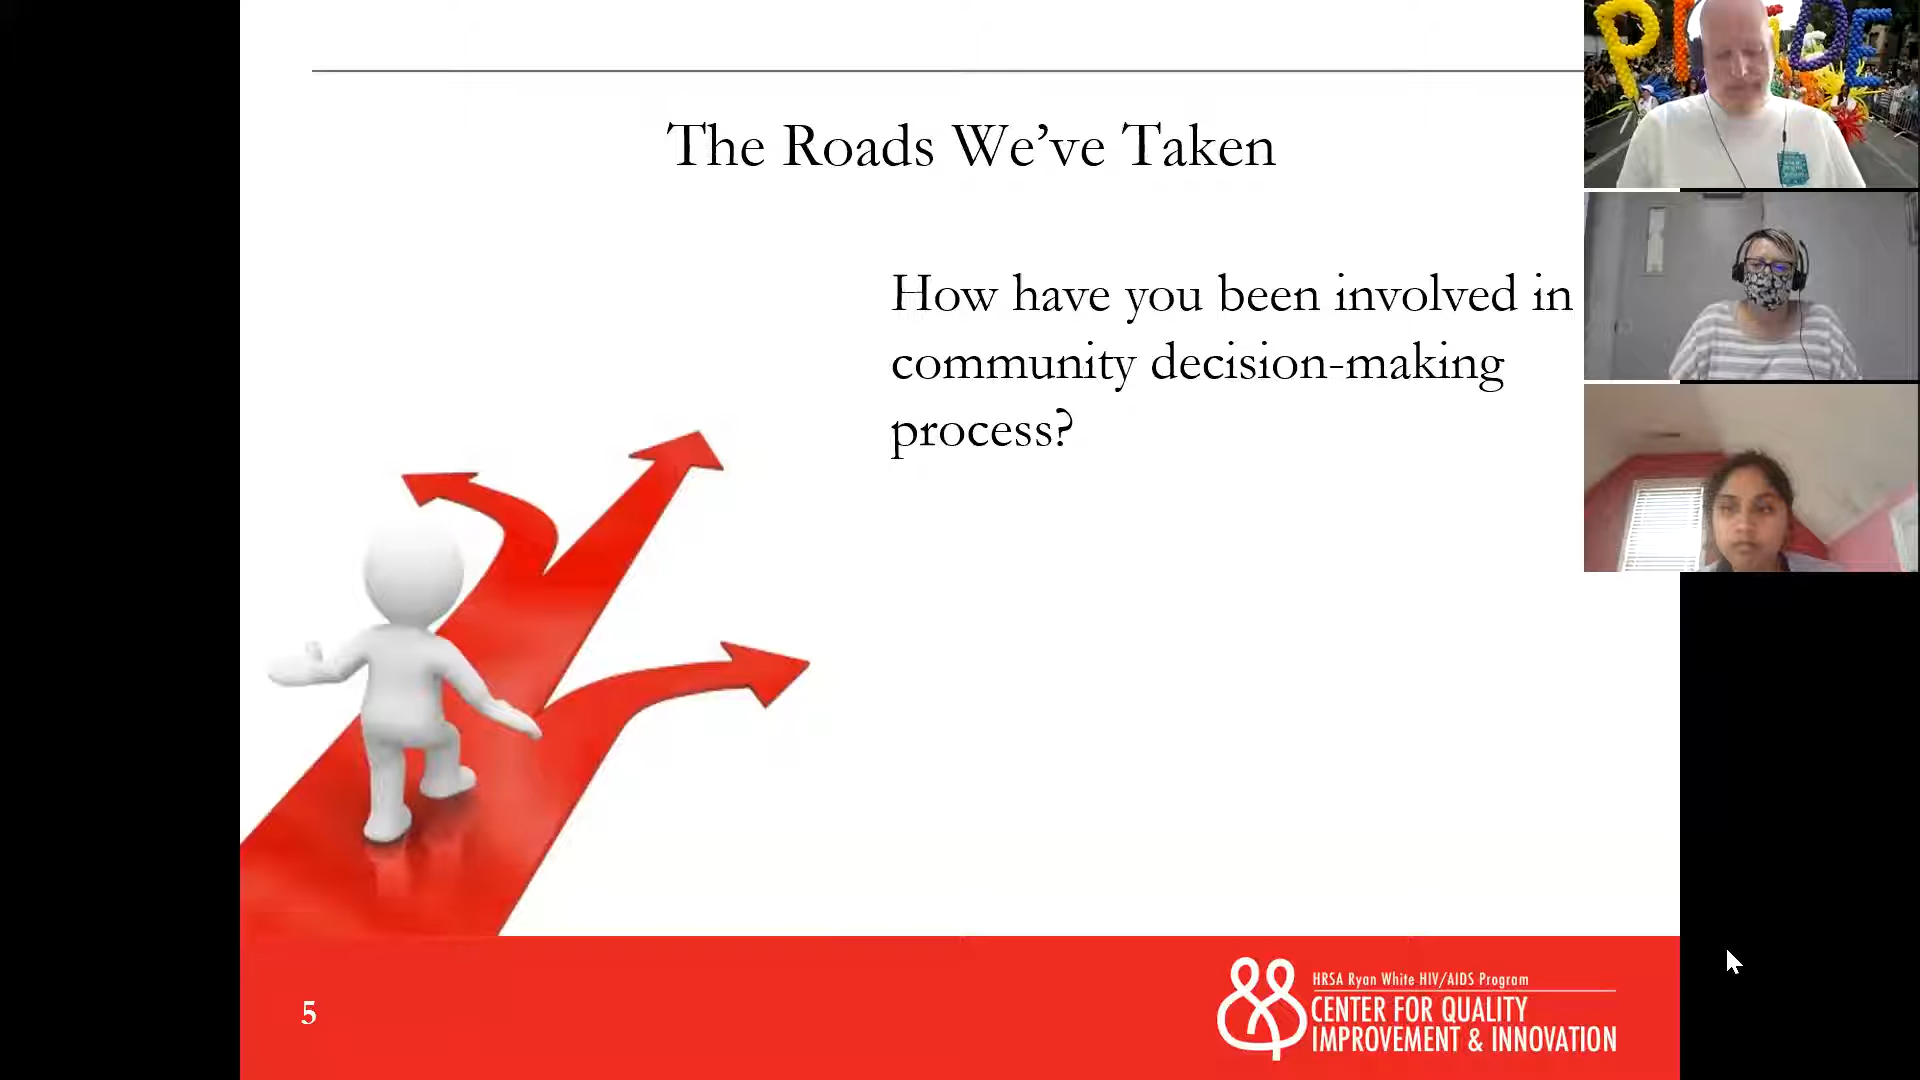 The Roads We’ve Taken
How have you been involved in
community decision-making
process?
5
HRSA Ryan White HIV/AIDS Program
CENTER FOR QUALITY
IMPROVEMENT & INNOVATION
PRIDE